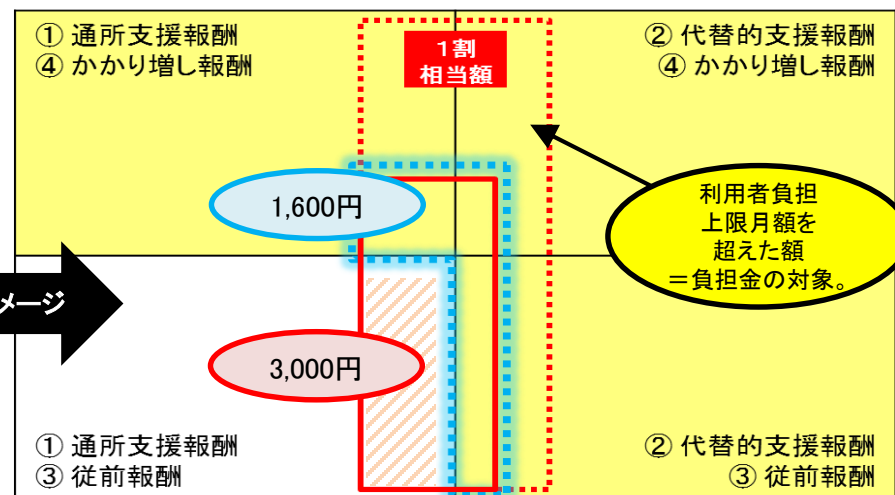 ① 通所支援報酬
④ かかり増し報酬
1割
相当額
② 代替的支援報酬
④ かかり増し報酬
1,600円
利用者負担
上限月額を
超えた額
＝負担金の対象。
メージ
3,000円
① 通所支援報酬
③ 従前報酬
② 代替的支援報酬
③ 従前報酬